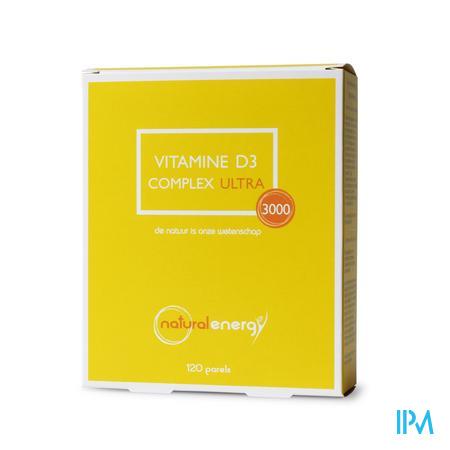 VITAMINE D3
COMPLEX ULTRA
3000
de natuur is onze wetenschap
naturalenergy
120 parels
IPM